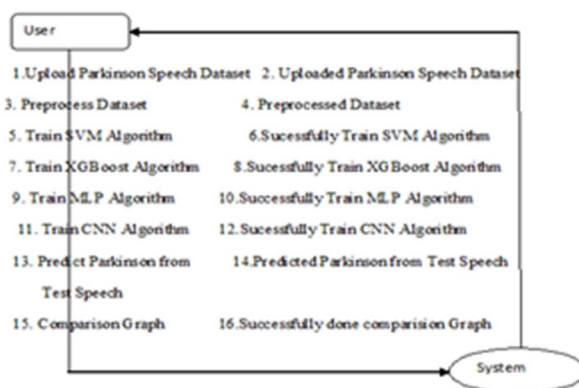 User
1.Upload Parkinson Speech Dataset 2. Uploaded Parkinson Speech Dataset
3. Preprocess Dataset 4. Preprocessed Dataset
5. Train SVM Algorithm 6.Sucessfully Train SVM Algorithm
7. Train XGBoost Algorithm 8.Sucessfully Train XGBoost Algorithm
9. Train MLP Algorithm 10.Successfully Train MLP Algorithm
11. Train CNN Algorithm 12.Sucessfully Train CNN Algorithm
13. Predict Parkinson from 14.Predicted Parkinson from Test Speech
Test Speech
15. Comparison Graph 16.Successfully done comparision Graph
System